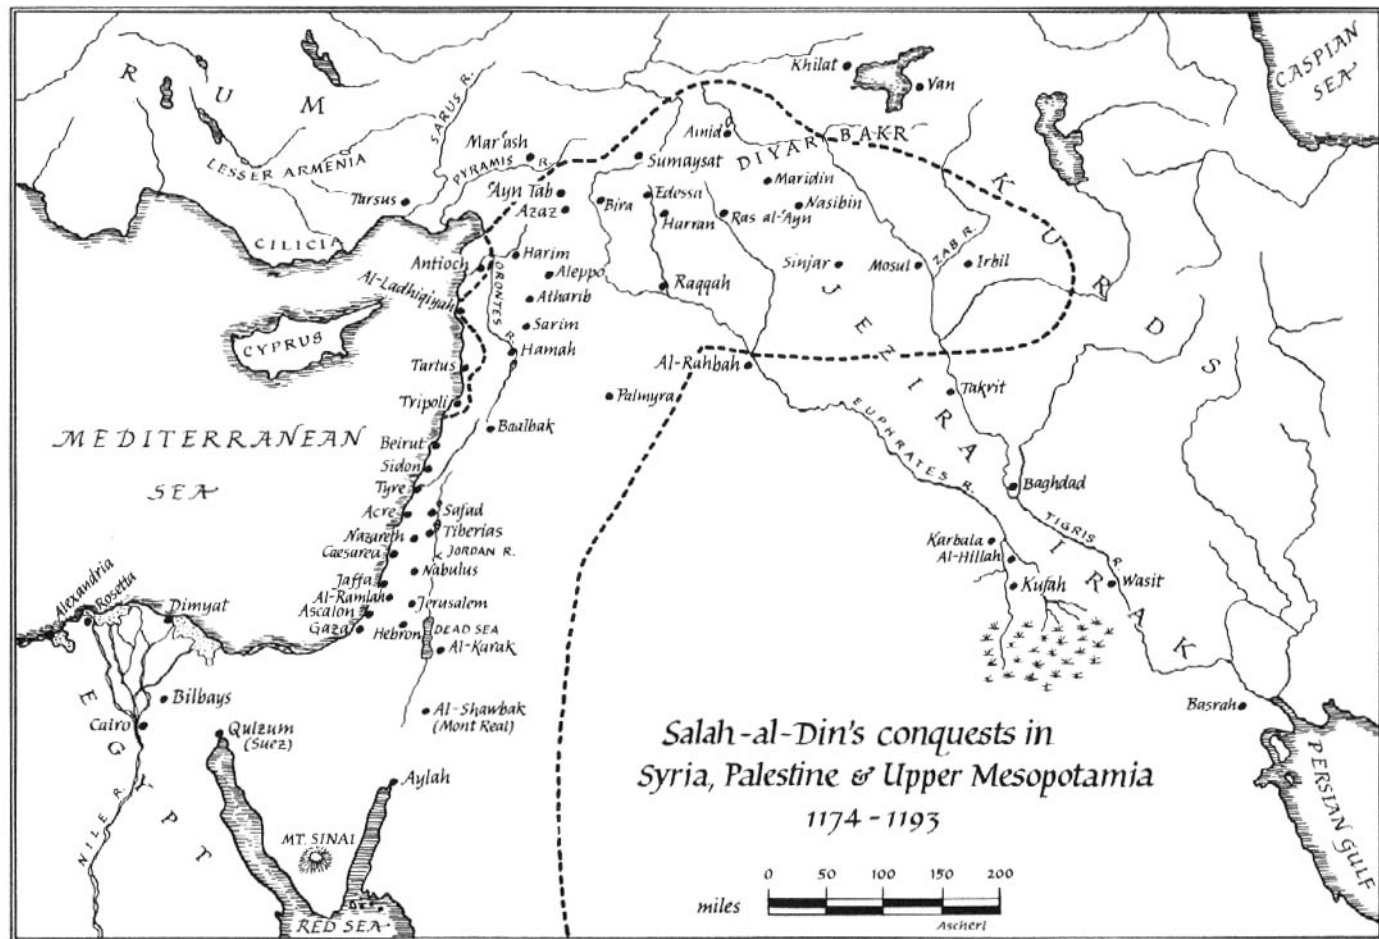 Khilat
Van
CASPIAN
SEA
RUM
SARUS R.
Amid
DIYAR BAKR
Mar'ash
Sumaysat
LESSER ARMENIA
PYRAMIS R.
Maridin
KURDS
Tarsus
'Ayn Tab
Azaz
Bira
Edessa
Harran
Ras al-'Ayn
Nasibin
ZAB R.
CILICIA
Antioch
Harim
Aleppo
Sinjar
Mosul
Irbil
Al-Ladhiqiyah
ORONTES R.
Atharib
Raqqah
JEZIRA
Sarim
CYPRUS
Hamah
Al-Rahbah
Tartus
Takrit
Tripoli
Palmyra
EUPHRATES R.
Baalbak
MEDITERRANEAN
SEA
Beirut
Sidon
Tyre
Baghdad
Acre
Safad
TIGRIS R.
Nazareth
Tiberias
Karbala
Caesarea
JORDAN R.
Al-Hillah
IRAK
Nabulus
Kufah
Wasit
Jaffa
Al-Ramlah
Jerusalem
Ascalon
Gaza
Hebron
DEAD SEA
Alexandria
Rosetta
Dimyat
Al-Karak
EGYPT
Bilbays
Cairo
Al-Shawbak
(Mont Real)
Basrah
Qulzum
(Suez)
Aylah
NILE R.
MT. SINAI
RED SEA
PERSIAN GULF
Salah-al-Din's conquests in
Syria, Palestine & Upper Mesopotamia
1174-1193
0 50 100 150 200
miles
Ascherl